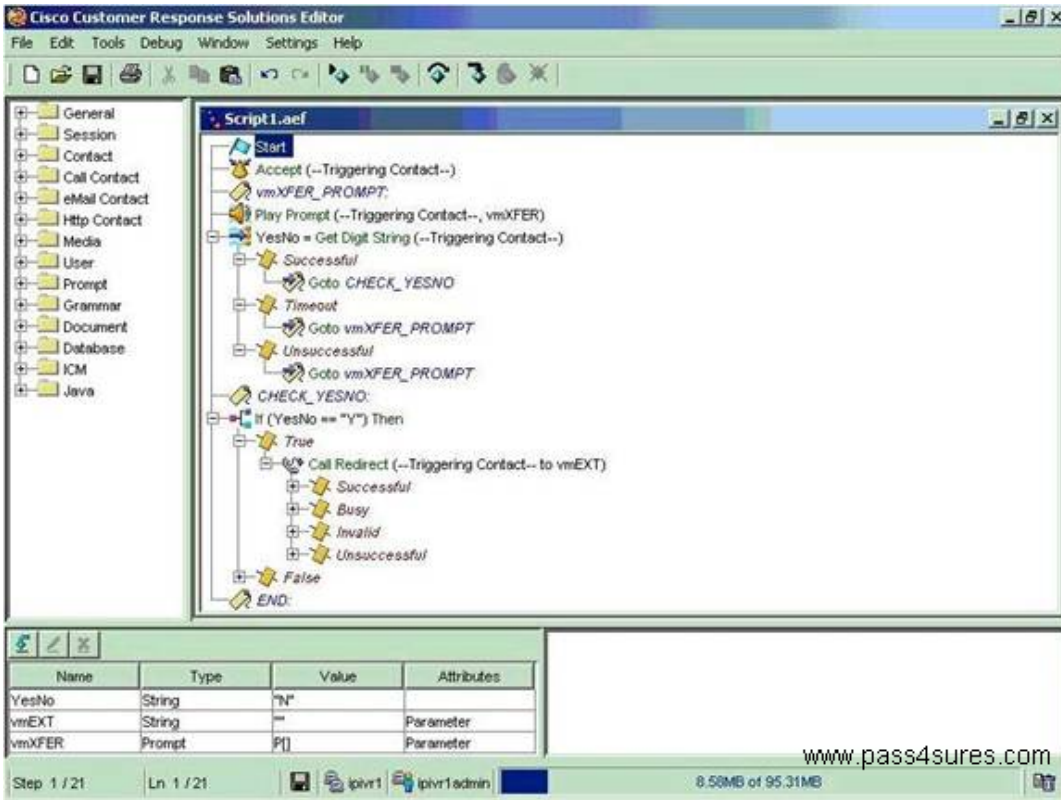 Cisco Customer Response Solutions Editor
File Edit Tools Debug Window Settings Help
General
Session
Contact
Call Contact
eMail Contact
Http Contact
Media
User
Prompt
Grammar
Document
Database
ICM
Java
Script1.aef
Start
Accept (--Triggering Contact--)
vmXFER_PROMPT:
Play Prompt (--Triggering Contact--, vmXFER)
YesNo = Get Digit String (--Triggering Contact--)
Successful
Goto CHECK_YESNO
Timeout
Goto vmXFER_PROMPT
Unsuccessful
Goto vmXFER_PROMPT
CHECK_YESNO:
If (YesNo == "Y") Then
True
Call Redirect (--Triggering Contact-- to vmEXT)
Successful
Busy
Invalid
Unsuccessful
False
END:
Name Type Value Attributes
YesNo String "N"
vmEXT String "" Parameter
vmXFER Prompt P[] Parameter
www.pass4sures.com
Step 1 / 21 Ln 1 / 21 ipivr1 ipivr1admin 8.58MB of 95.31MB